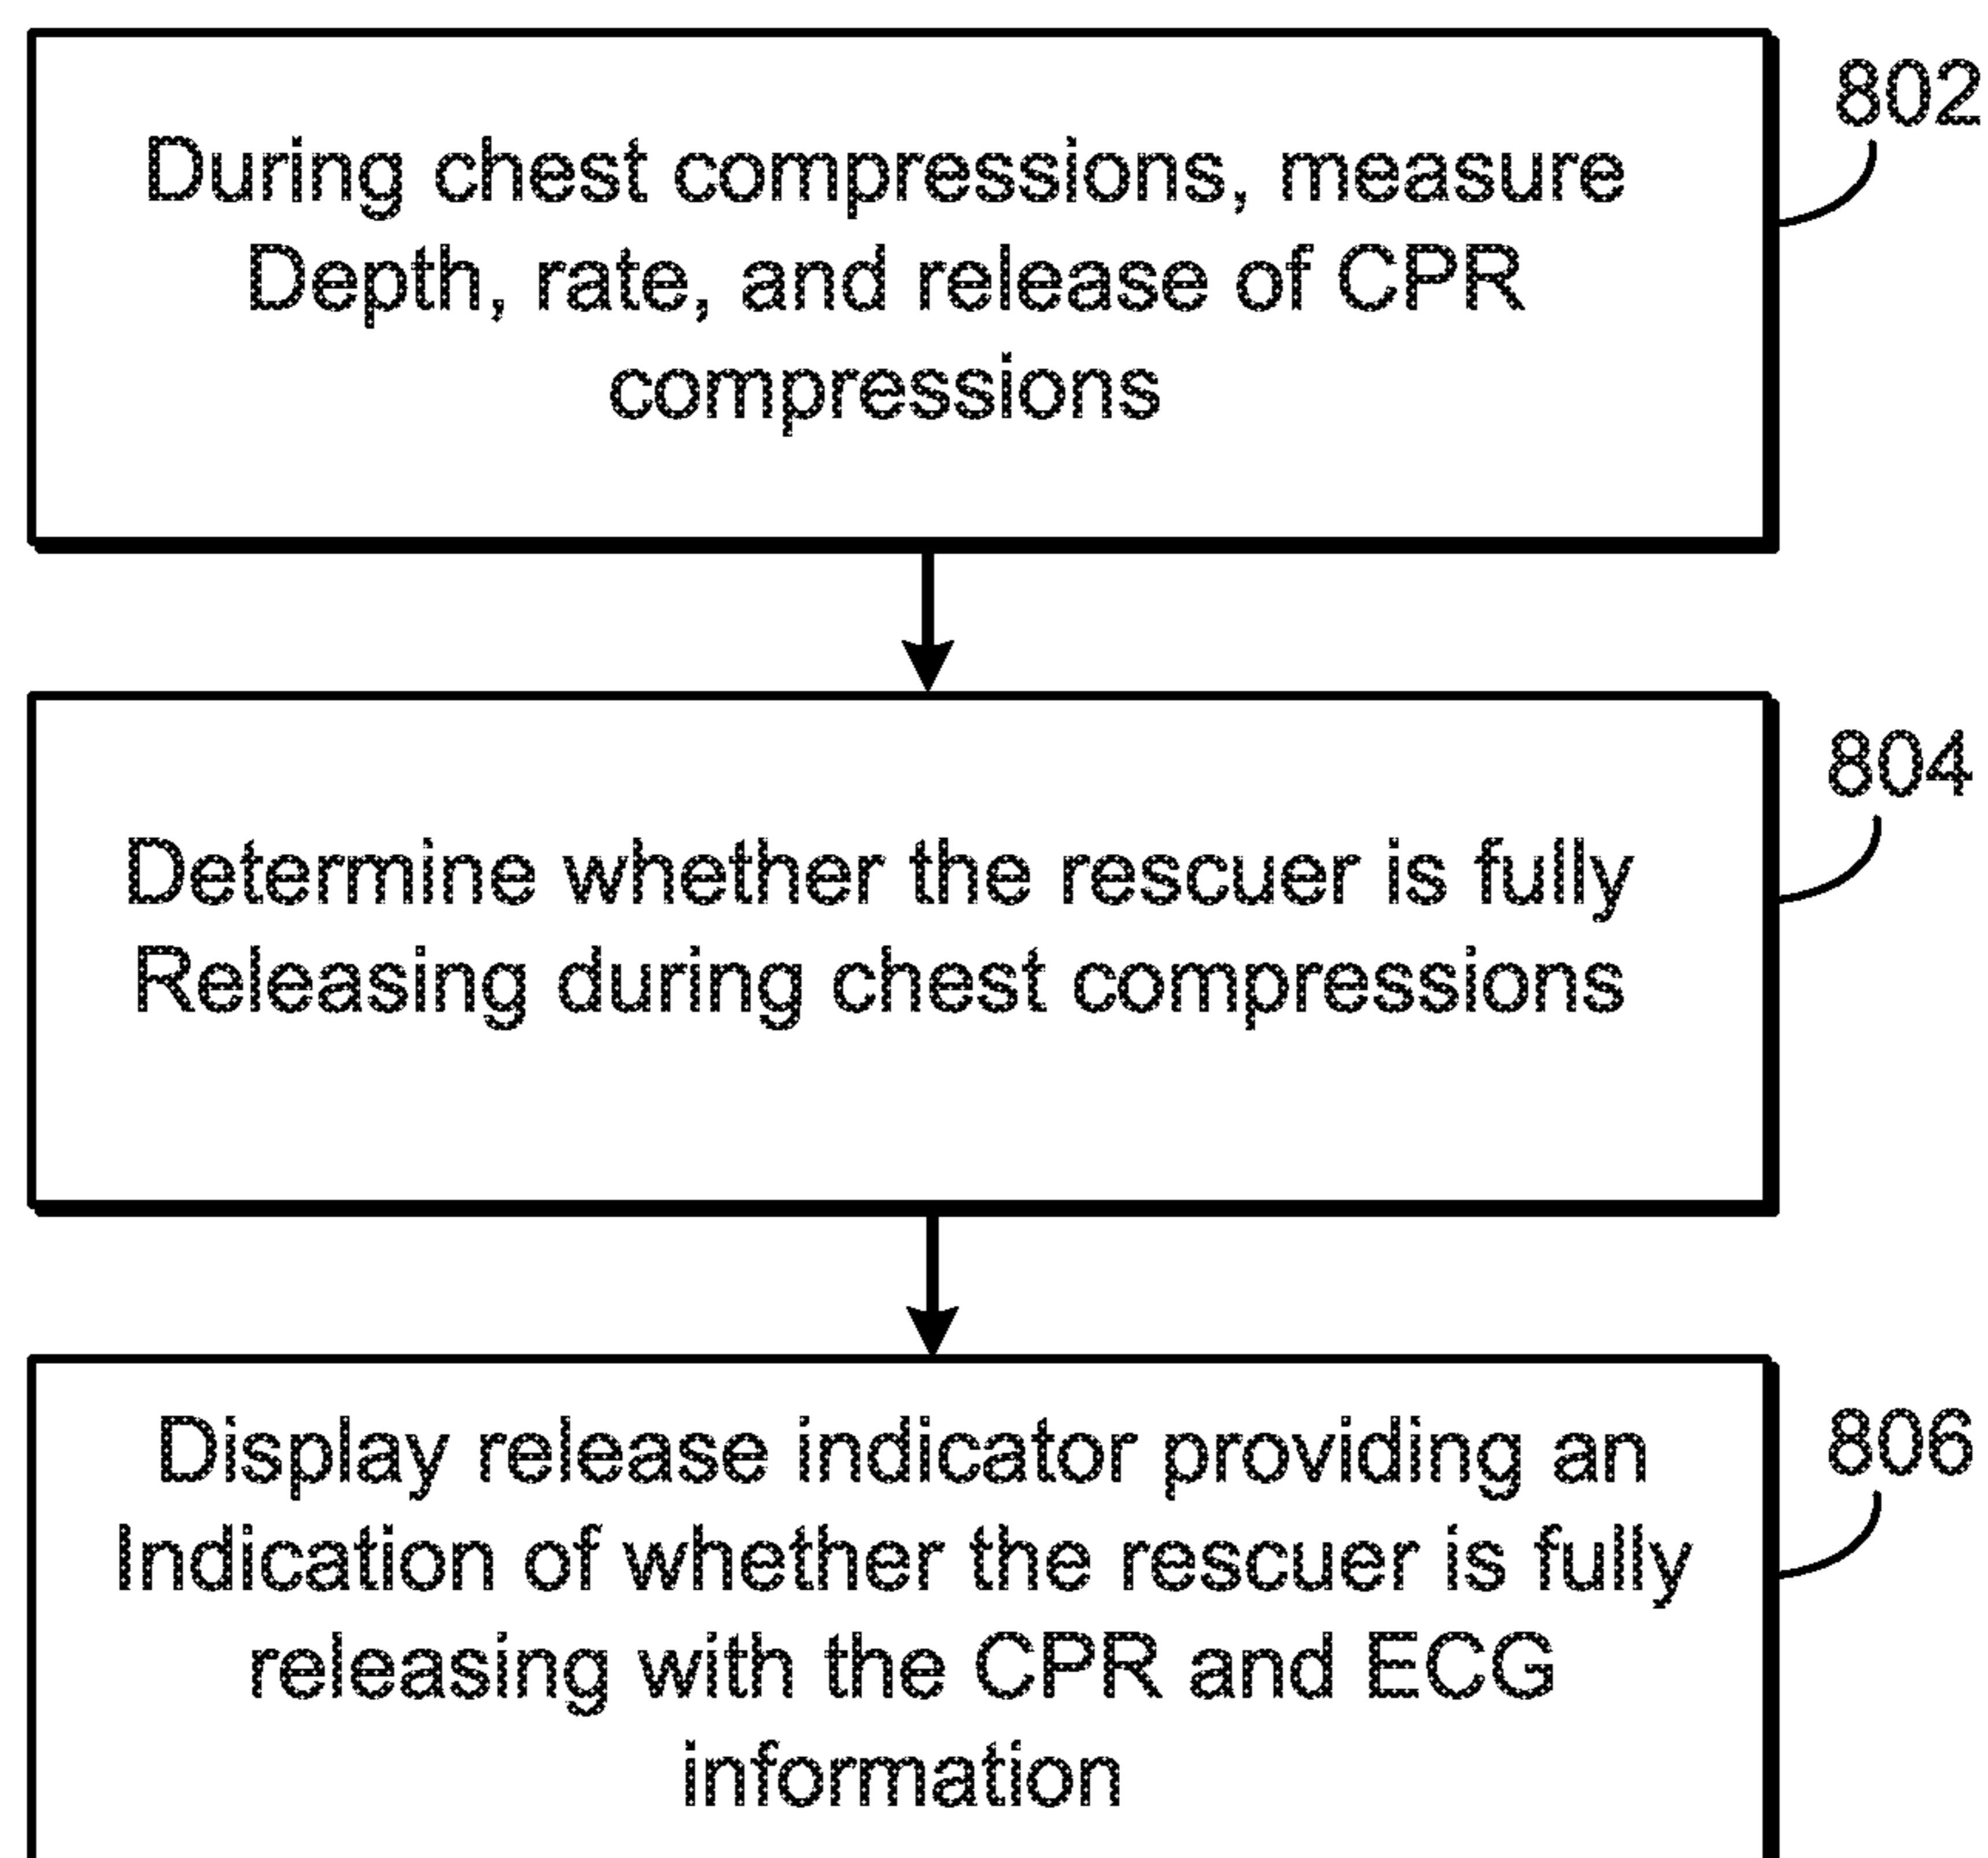 During chest compressions, measure
Depth, rate, and release of CPR
compressions
802
Determine whether the rescuer is fully
Releasing during chest compressions
804
Display release indicator providing an
Indication of whether the rescuer is fully
releasing with the CPR and ECG
information
806